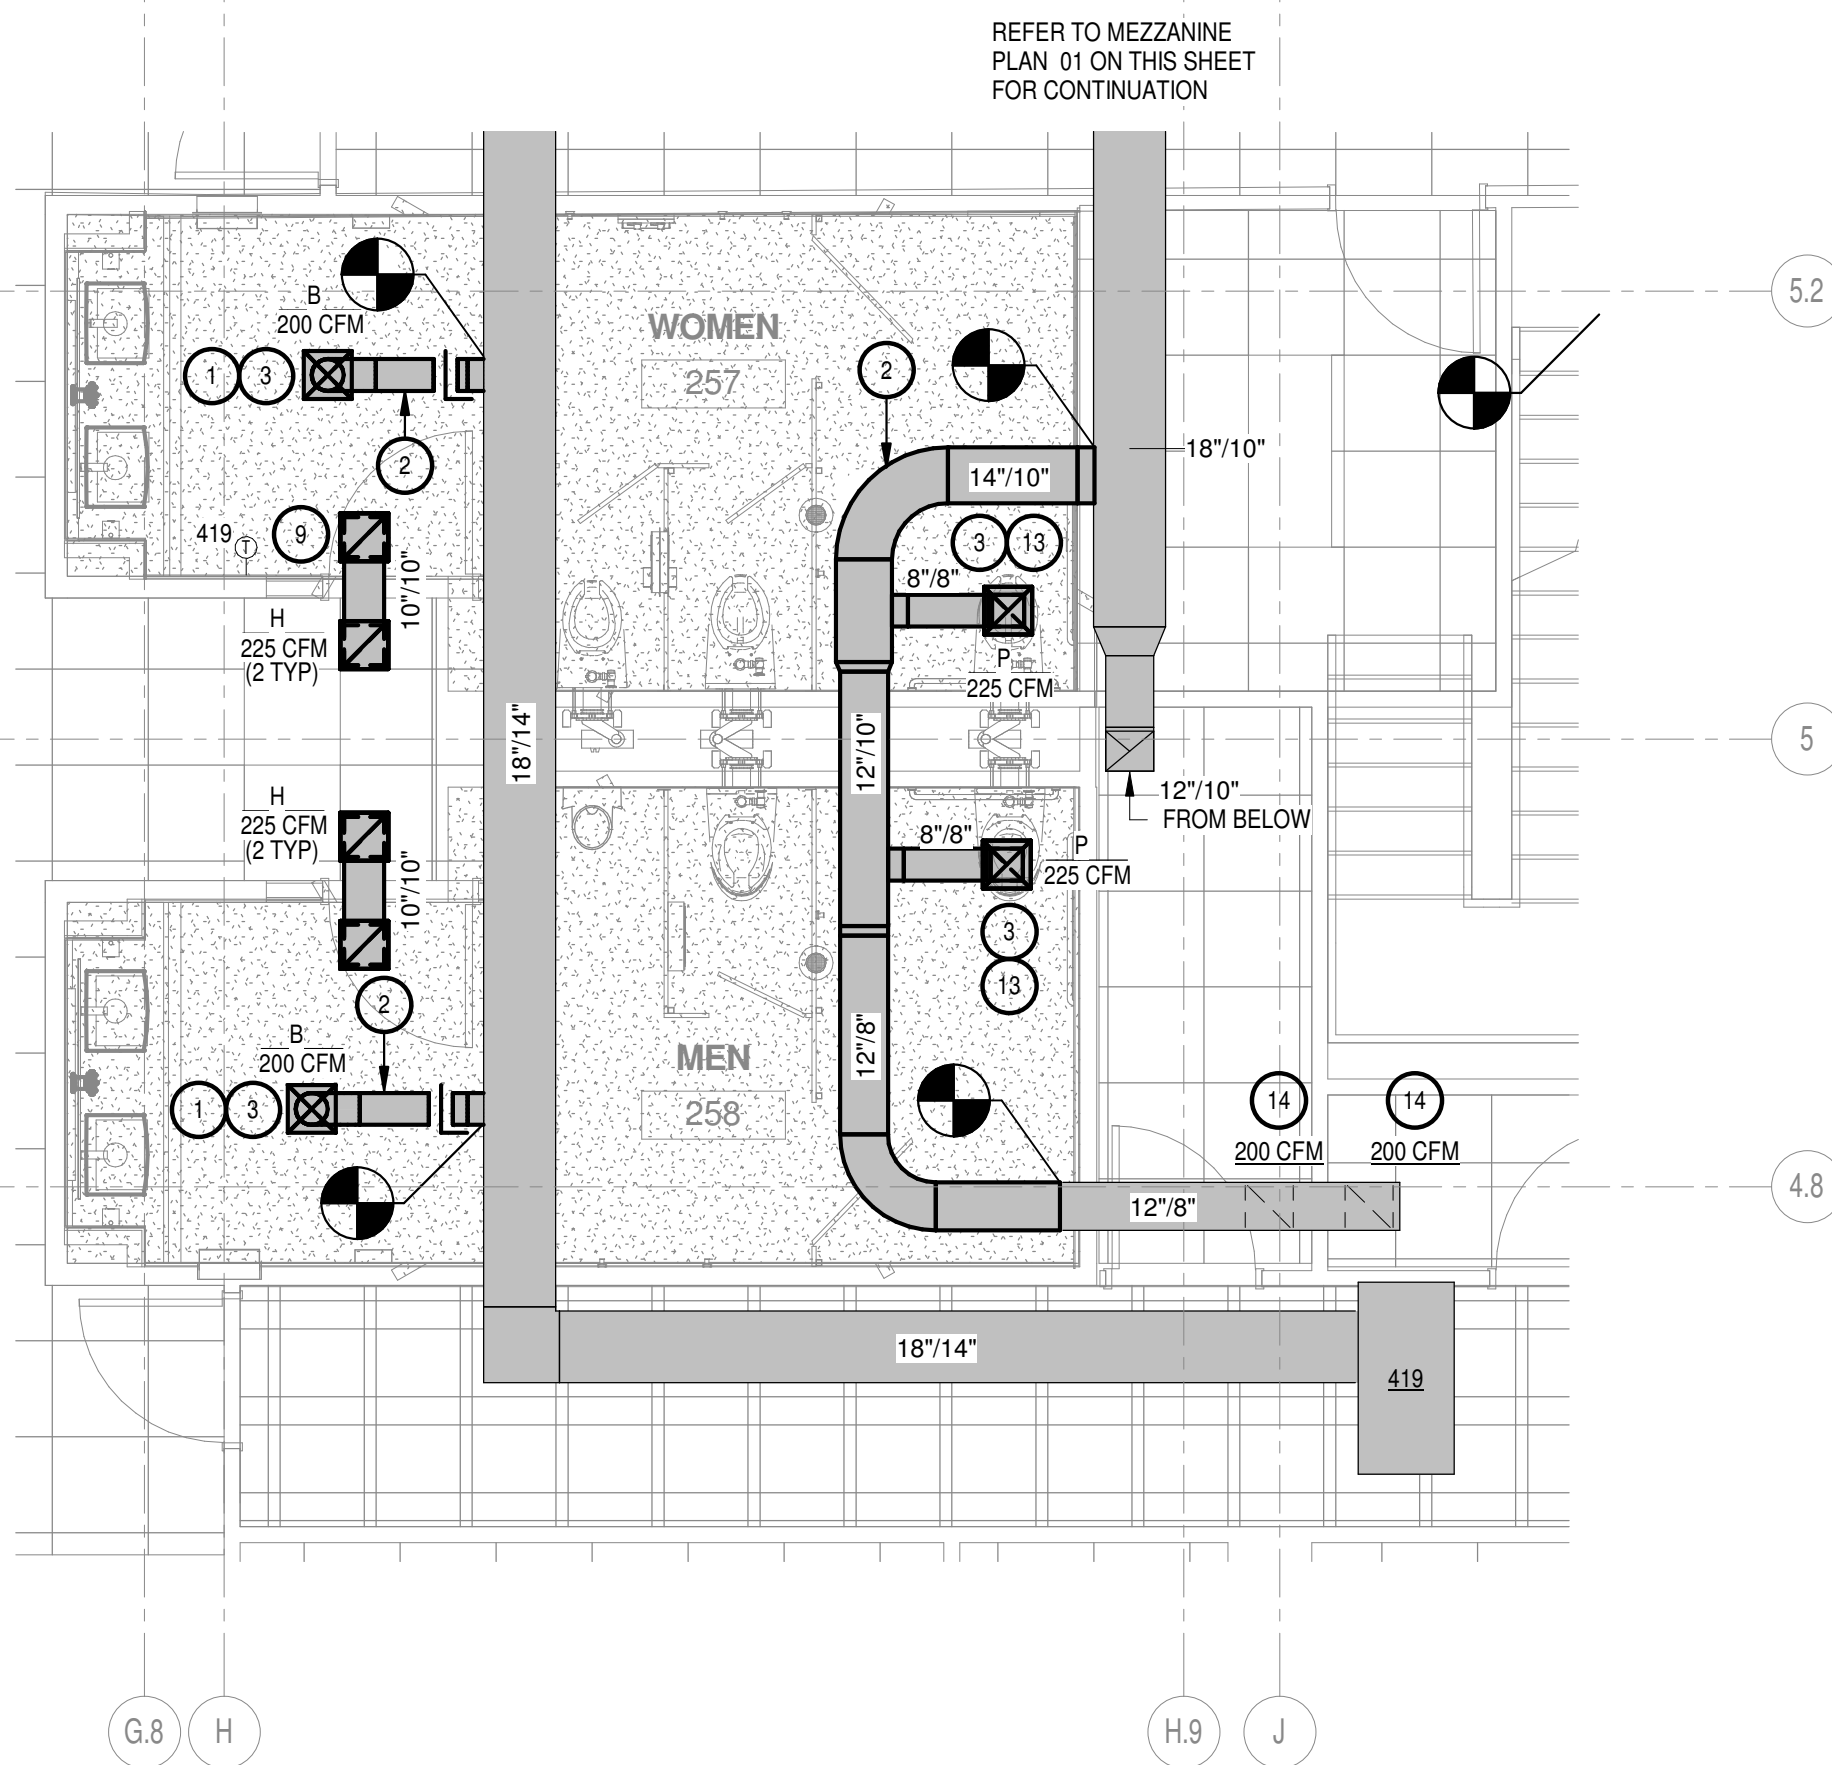 REFER TO MEZZANINE
PLAN 01 ON THIS SHEET
FOR CONTINUATION
5.2
B
200 CFM
WOMEN
257
1
3
2
2
14"/10"
18"/10"
419
T
9
10"/10"
3
13
8"/8"
H
225 CFM
(2 TYP)
P
225 CFM
18"/14"
12"/10"
5
12"/10"
FROM BELOW
H
225 CFM
(2 TYP)
10"/10"
8"/8"
P
225 CFM
3
13
2
B
200 CFM
1
3
MEN
258
12"/8"
14
200 CFM
14
200 CFM
12"/8"
4.8
18"/14"
419
G.8
H
H.9
J